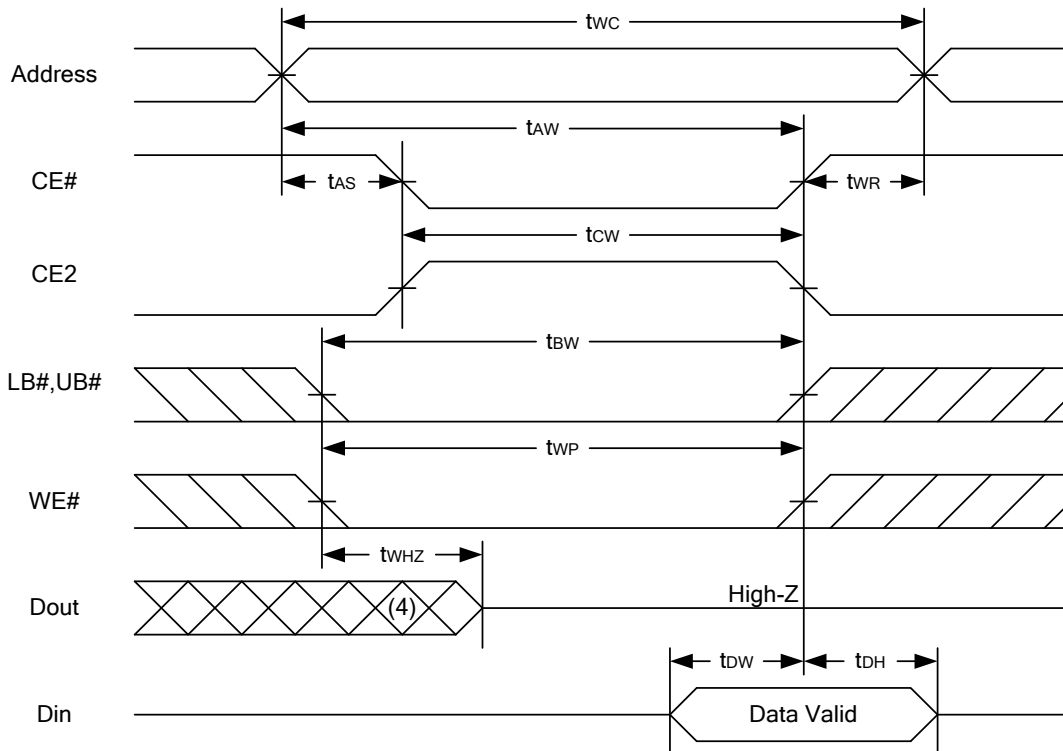 tWC
Address
tAW
CE#
tAS
tWR
tCW
CE2
tBW
LB#,UB#
tWP
WE#
tWHZ
Dout
(4)
High-Z
tDW
tDH
Din
Data Valid